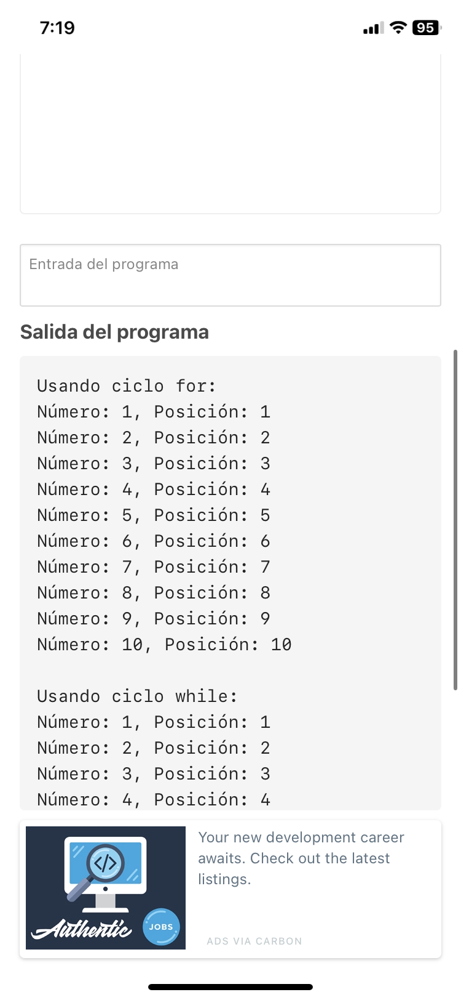 7:19
95
Entrada del programa
Salida del programa
Usando ciclo for:
Número: 1, Posición: 1
Número: 2, Posición: 2
Número: 3, Posición: 3
Número: 4, Posición: 4
Número: 5, Posición: 5
Número: 6, Posición: 6
Número: 7, Posición: 7
Número: 8, Posición: 8
Número: 9, Posición: 9
Número: 10, Posición: 10
Usando ciclo while:
Número: 1, Posición: 1
Número: 2, Posición: 2
Número: 3, Posición: 3
Número: 4, Posición: 4
Your new development career
awaits. Check out the latest
listings.
</>
Authentic
JOBS
ADS VIA CARBON